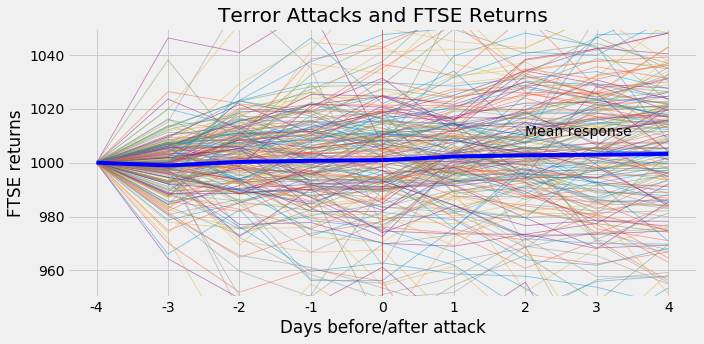 Terror Attacks and FTSE Returns
1040
1020
1000
980
960
FTSE returns
Mean response
-4 -3 -2 -1 0 1 2 3 4
Days before/after attack